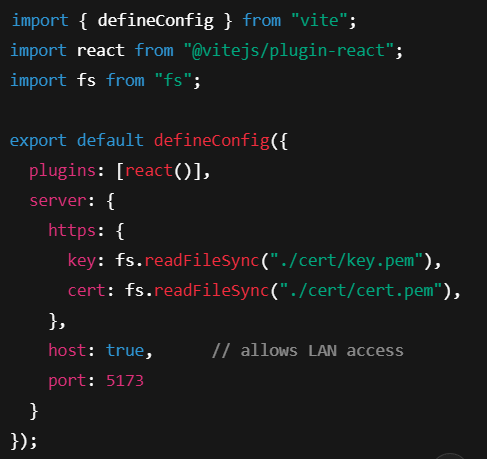 import { defineConfig } from "vite";
import react from "@vitejs/plugin-react";
import fs from "fs";

export default defineConfig({
  plugins: [react()],
  server: {
    https: {
      key: fs.readFileSync("./cert/key.pem"),
      cert: fs.readFileSync("./cert/cert.pem"),
    },
    host: true,      // allows LAN access
    port: 5173
  }
});